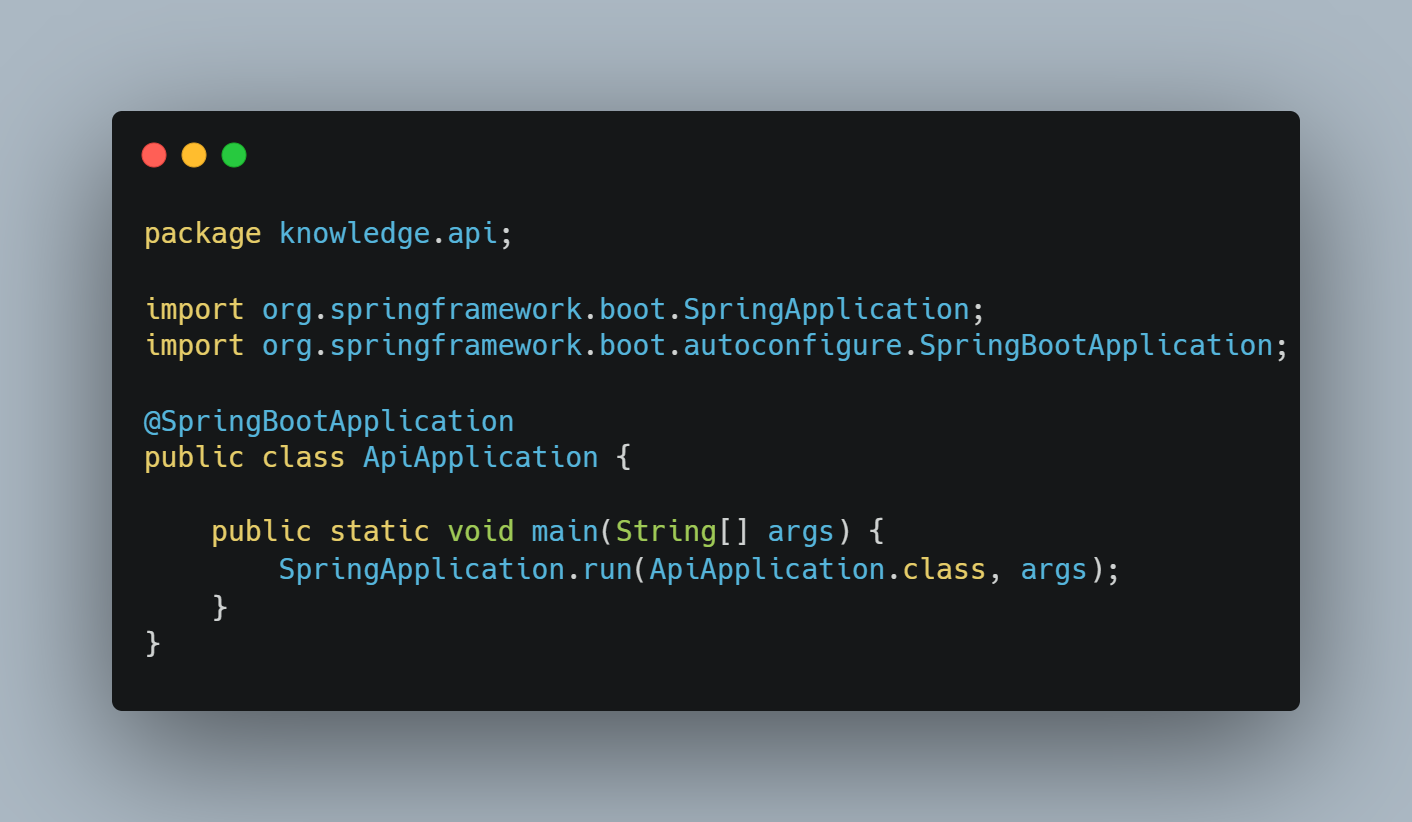 package knowledge.api;

import org.springframework.boot.SpringApplication;
import org.springframework.boot.autoconfigure.SpringBootApplication;

@SpringBootApplication
public class ApiApplication {

    public static void main(String[] args) {
        SpringApplication.run(ApiApplication.class, args);
    }
}